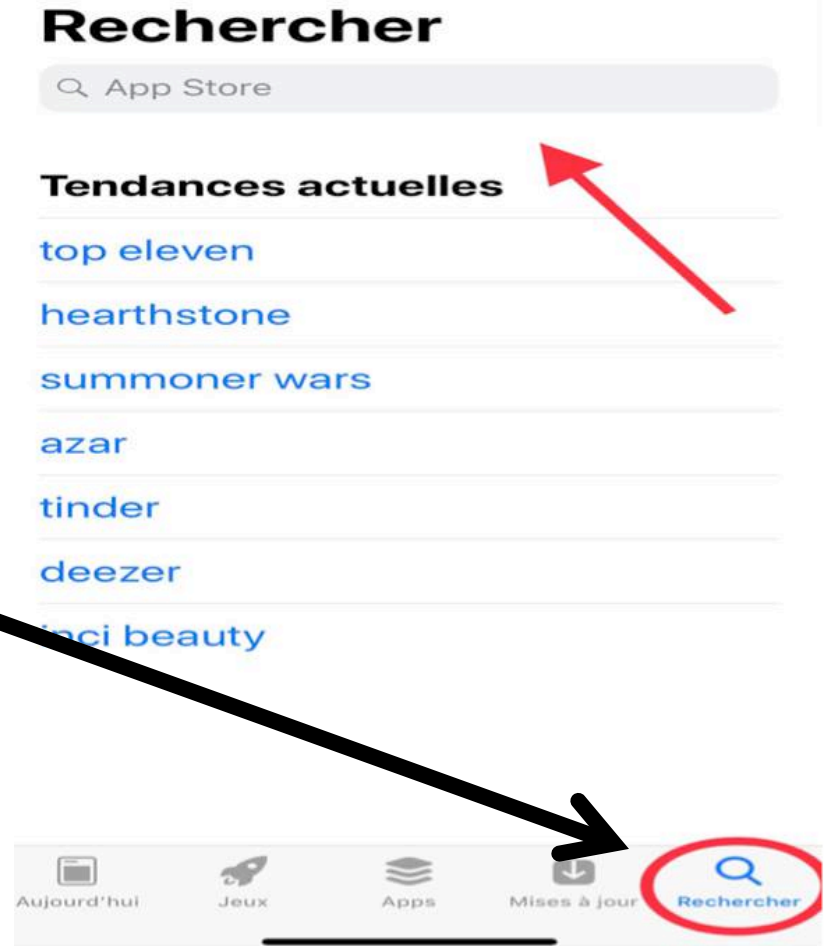 Rechercher
App Store
Tendances actuelles
top eleven
hearthstone
summoner wars
azar
tinder
deezer
inci beauty
Aujourd'hui Jeux Apps Mises à jour Rechercher